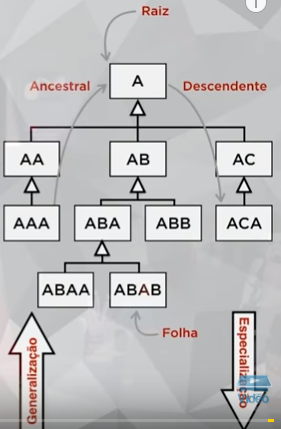 Raiz
A
Ancestral
Descendente
AA
AB
AC
AAA
ABA
ABB
ACA
ABAA
ABAB
Folha
Generalização
Especialização